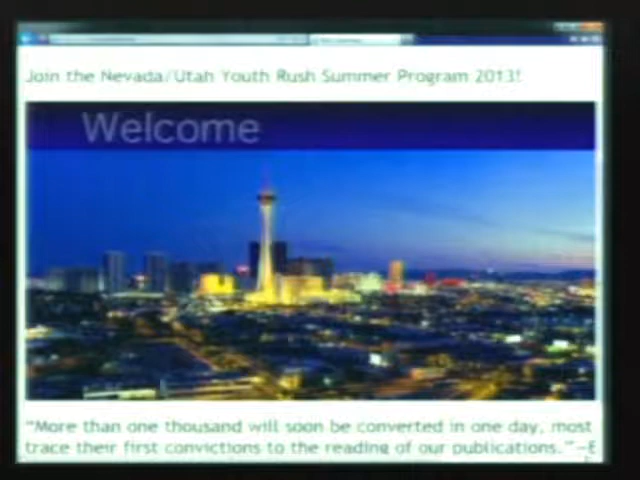 Join the Nevada/Utah Youth Rush Summer Program 2013!
Welcome
"More than one thousand will soon be converted in one day, most
trace their first convictions to the reading of our publications."—E